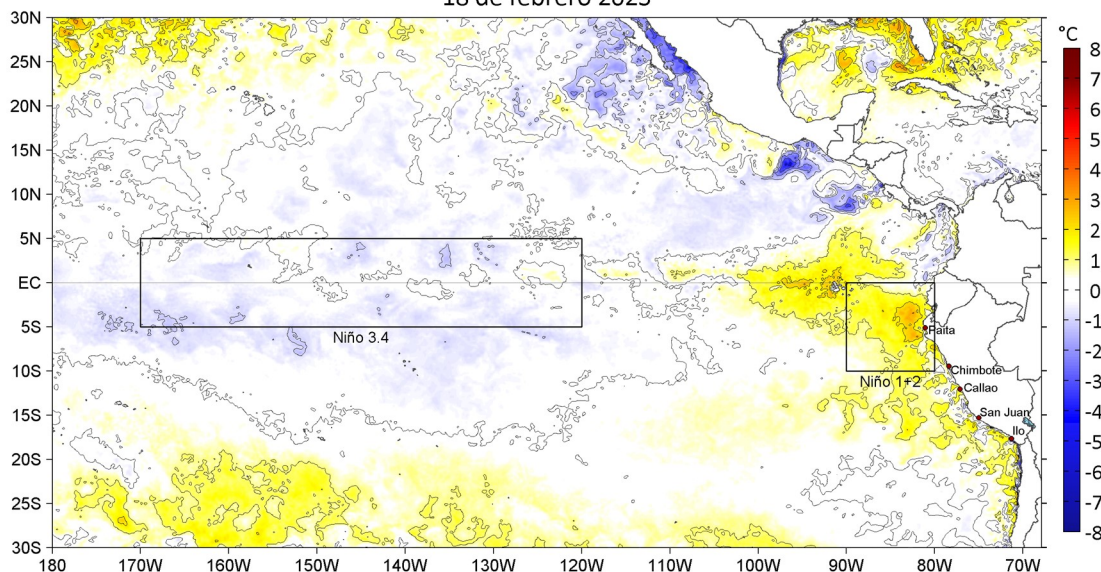 18 de febrero 2025
30N
25N
20N
15N
10N
5N
EC
5S
10S
15S
20S
25S
30S
180 170W 160W 150W 140W 130W 120W 110W 100W 90W 80W 70W
Niño 3.4
Niño 1+2
Paita
Chimbote
Callao
San Juan
Ilo
°C
8
7
6
5
4
3
2
1
0
-1
-2
-3
-4
-5
-6
-7
-8